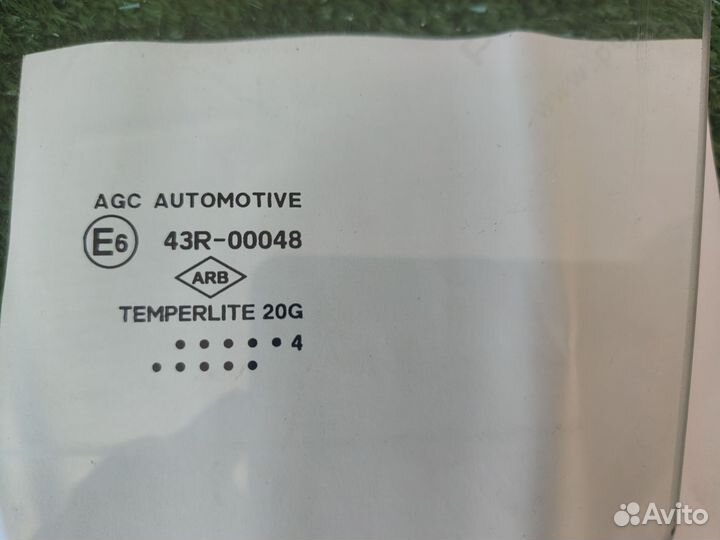 AGC AUTOMOTIVE
E6 43R-00048
ARB
TEMPERLITE 20G
• • • • • 4
• • • • •
Avito